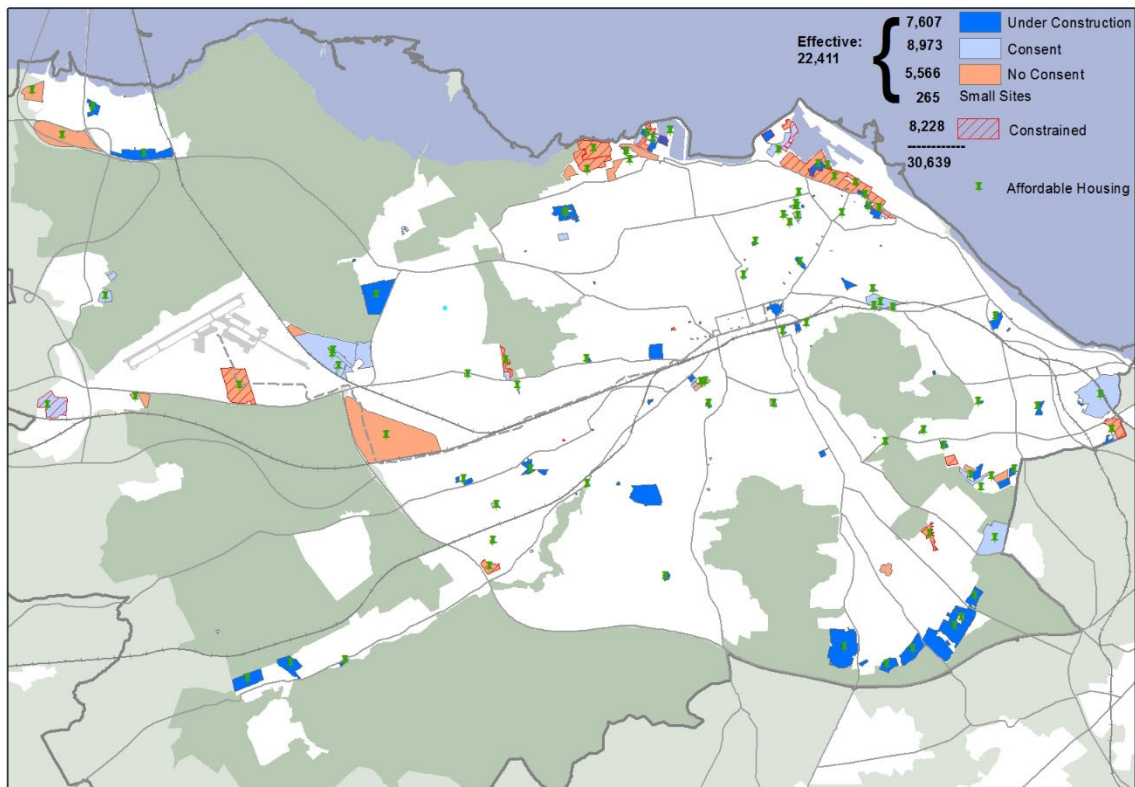 7,607 Under Construction
Effective: 8,973 Consent
22,411
5,566 No Consent
265 Small Sites
8,228 Constrained
------------
30,639
Affordable Housing